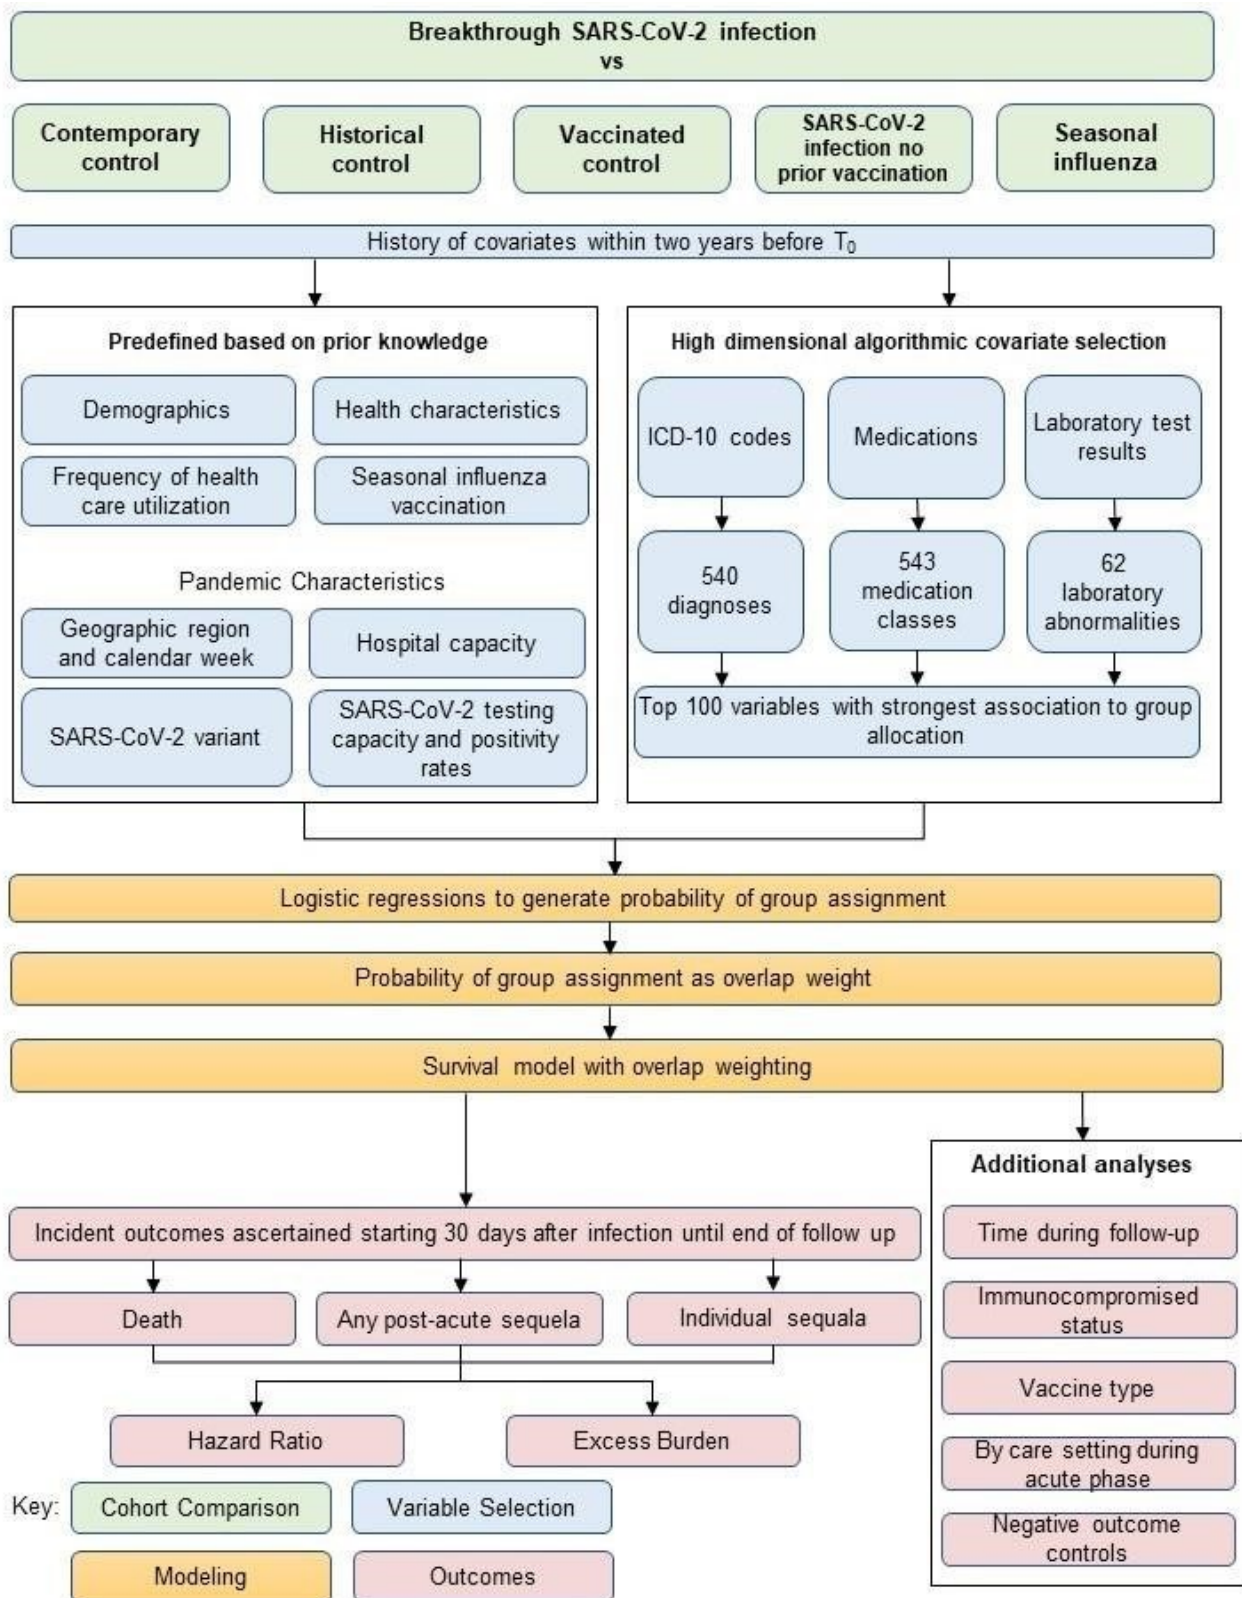 Breakthrough SARS-CoV-2 infection
vs
Contemporary
control
Historical
control
Vaccinated
control
SARS-CoV-2
infection no
prior vaccination
Seasonal
influenza
History of covariates within two years before T₀
Predefined based on prior knowledge
Demographics
Health characteristics
Frequency of health
care utilization
Seasonal influenza
vaccination
Pandemic Characteristics
Geographic region
and calendar week
Hospital capacity
SARS-CoV-2 variant
SARS-CoV-2 testing
capacity and positivity
rates
High dimensional algorithmic covariate selection
ICD-10 codes
Medications
Laboratory test
results
540
diagnoses
543
medication
classes
62
laboratory
abnormalities
Top 100 variables with strongest association to group
allocation
Logistic regressions to generate probability of group assignment
Probability of group assignment as overlap weight
Survival model with overlap weighting
Incident outcomes ascertained starting 30 days after infection until end of follow up
Death
Any post-acute sequela
Individual sequala
Hazard Ratio
Excess Burden
Additional analyses
Time during follow-up
Immunocompromised
status
Vaccine type
By care setting during
acute phase
Negative outcome
controls
Key:
Cohort Comparison
Variable Selection
Modeling
Outcomes